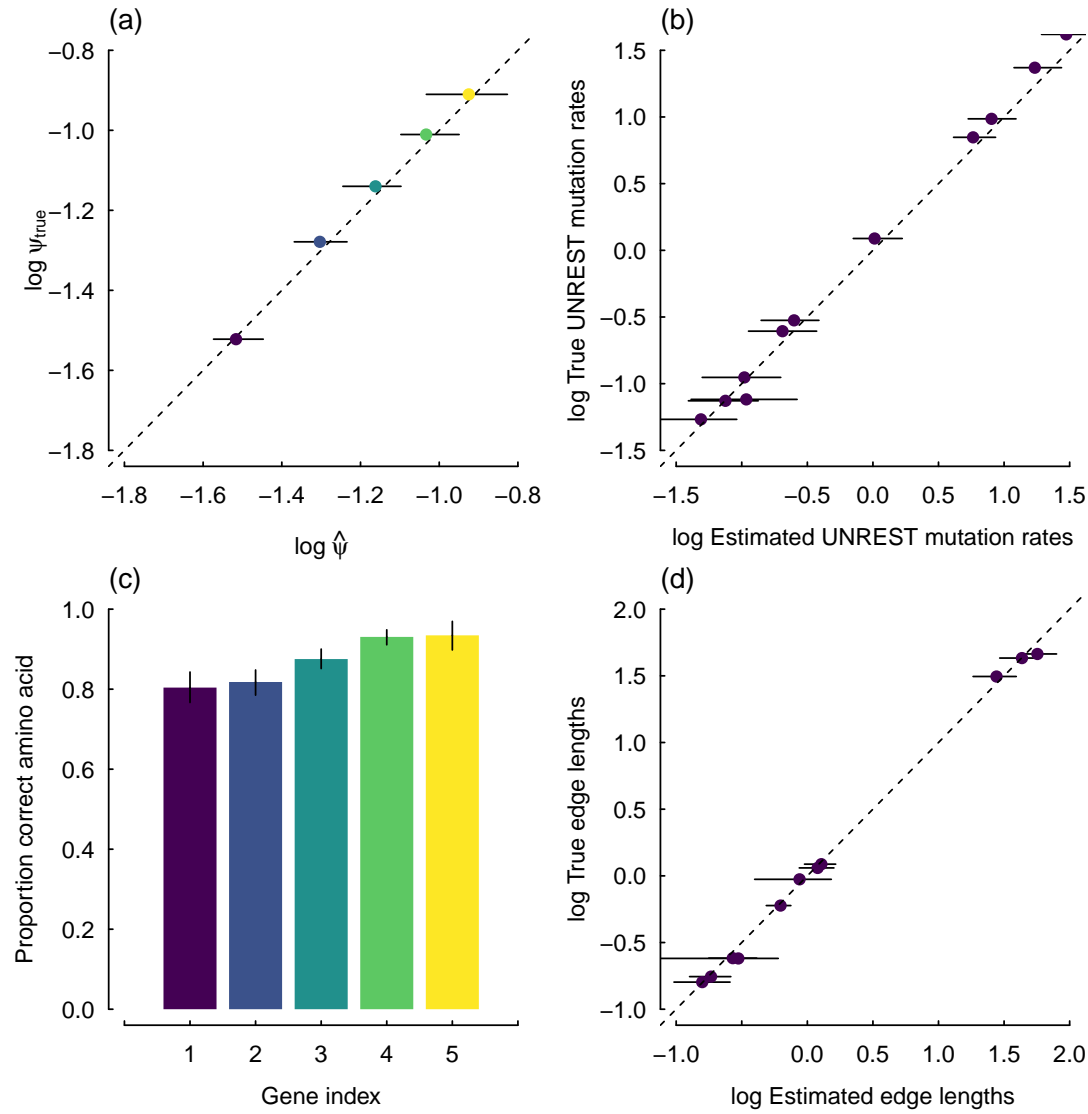 (a)
−0.8
−1.0
−1.2
−1.4
−1.6
−1.8
log ψtrue
−1.8 −1.6 −1.4 −1.2 −1.0 −0.8
log ψ̂
(b)
1.5
1.0
0.5
0.0
−0.5
−1.0
−1.5
log True UNREST mutation rates
−1.5 −0.5 0.0 0.5 1.0 1.5
log Estimated UNREST mutation rates
(c)
1.0
0.8
0.6
0.4
0.2
0.0
Proportion correct amino acid
1 2 3 4 5
Gene index
(d)
2.0
1.5
1.0
0.5
0.0
−0.5
−1.0
log True edge lengths
−1.0 0.0 0.5 1.0 1.5 2.0
log Estimated edge lengths